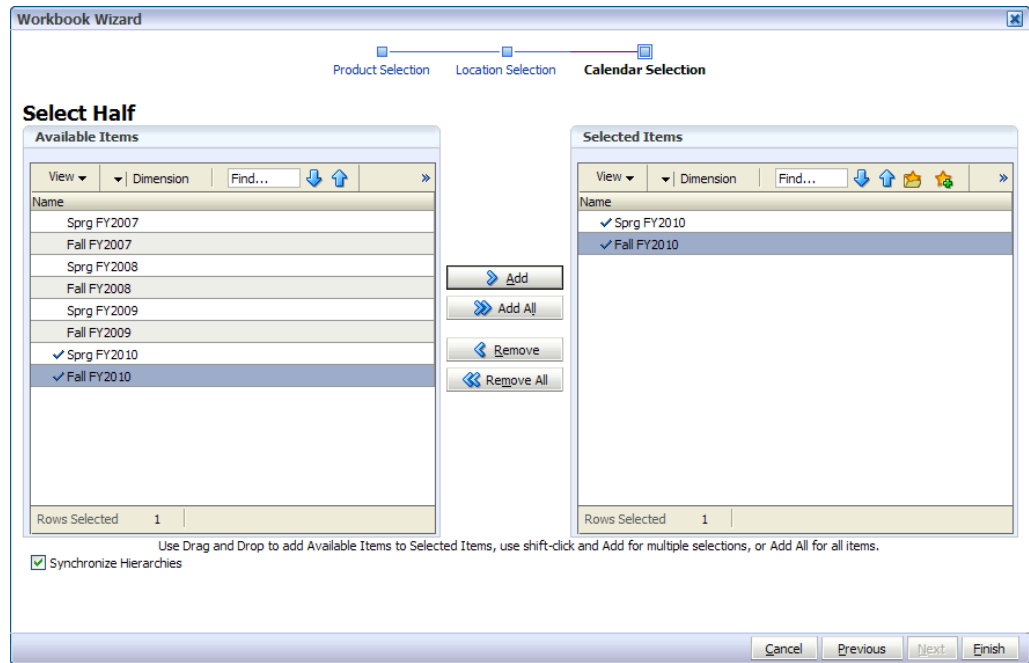 Workbook Wizard
Product Selection Location Selection Calendar Selection
Select Half
Available Items
View Dimension Find... »
Name
Sprg FY2007
Fall FY2007
Sprg FY2008
Fall FY2008
Sprg FY2009
Fall FY2009
Sprg FY2010
Fall FY2010
Rows Selected 1
Add
Add All
Remove
Remove All
Selected Items
View Dimension Find... »
Name
Sprg FY2010
Fall FY2010
Rows Selected 1
Use Drag and Drop to add Available Items to Selected Items, use shift-click and Add for multiple selections, or Add All for all items.
Synchronize Hierarchies
Cancel Previous Next Finish